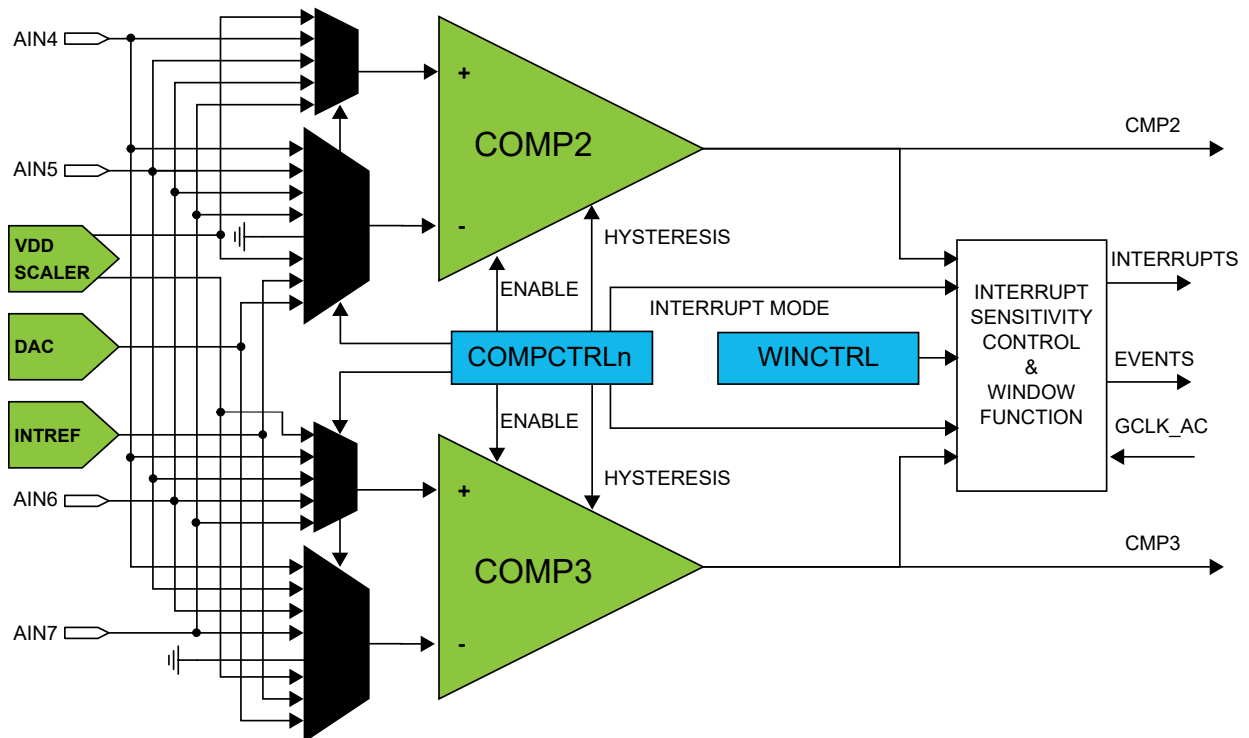 AIN4
CMP2
+
COMP2
AIN5
-
HYSTERESIS
VDD
SCALER
INTERRUPTS
ENABLE
INTERRUPT MODE
INTERRUPT
SENSITIVITY
CONTROL
&
WINDOW
FUNCTION
DAC
COMPCTRLn
WINCTRL
EVENTS
ENABLE
INTREF
GCLK_AC
HYSTERESIS
AIN6
+
CMP3
COMP3
AIN7
-